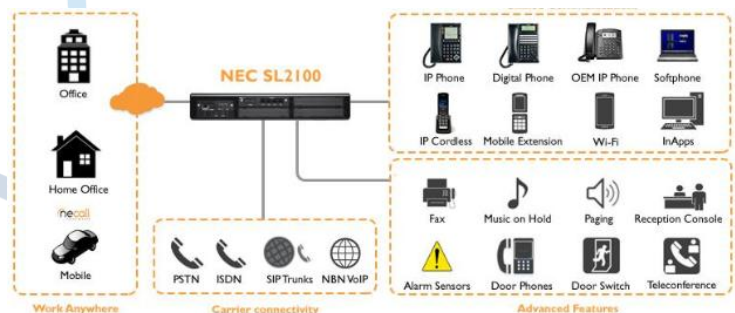 Office
Home Office
necall
Mobile
Work Anywhere
NEC SL2100
PSTN
ISDN
SIP Trunks
NBN VoIP
Carrier connectivity
IP Phone
Digital Phone
OEM IP Phone
Softphone
IP Cordless
Mobile Extension
Wi-Fi
InApps
Fax
Music on Hold
Paging
Reception Console
Alarm Sensors
Door Phones
Door Switch
Teleconference
Advanced Features